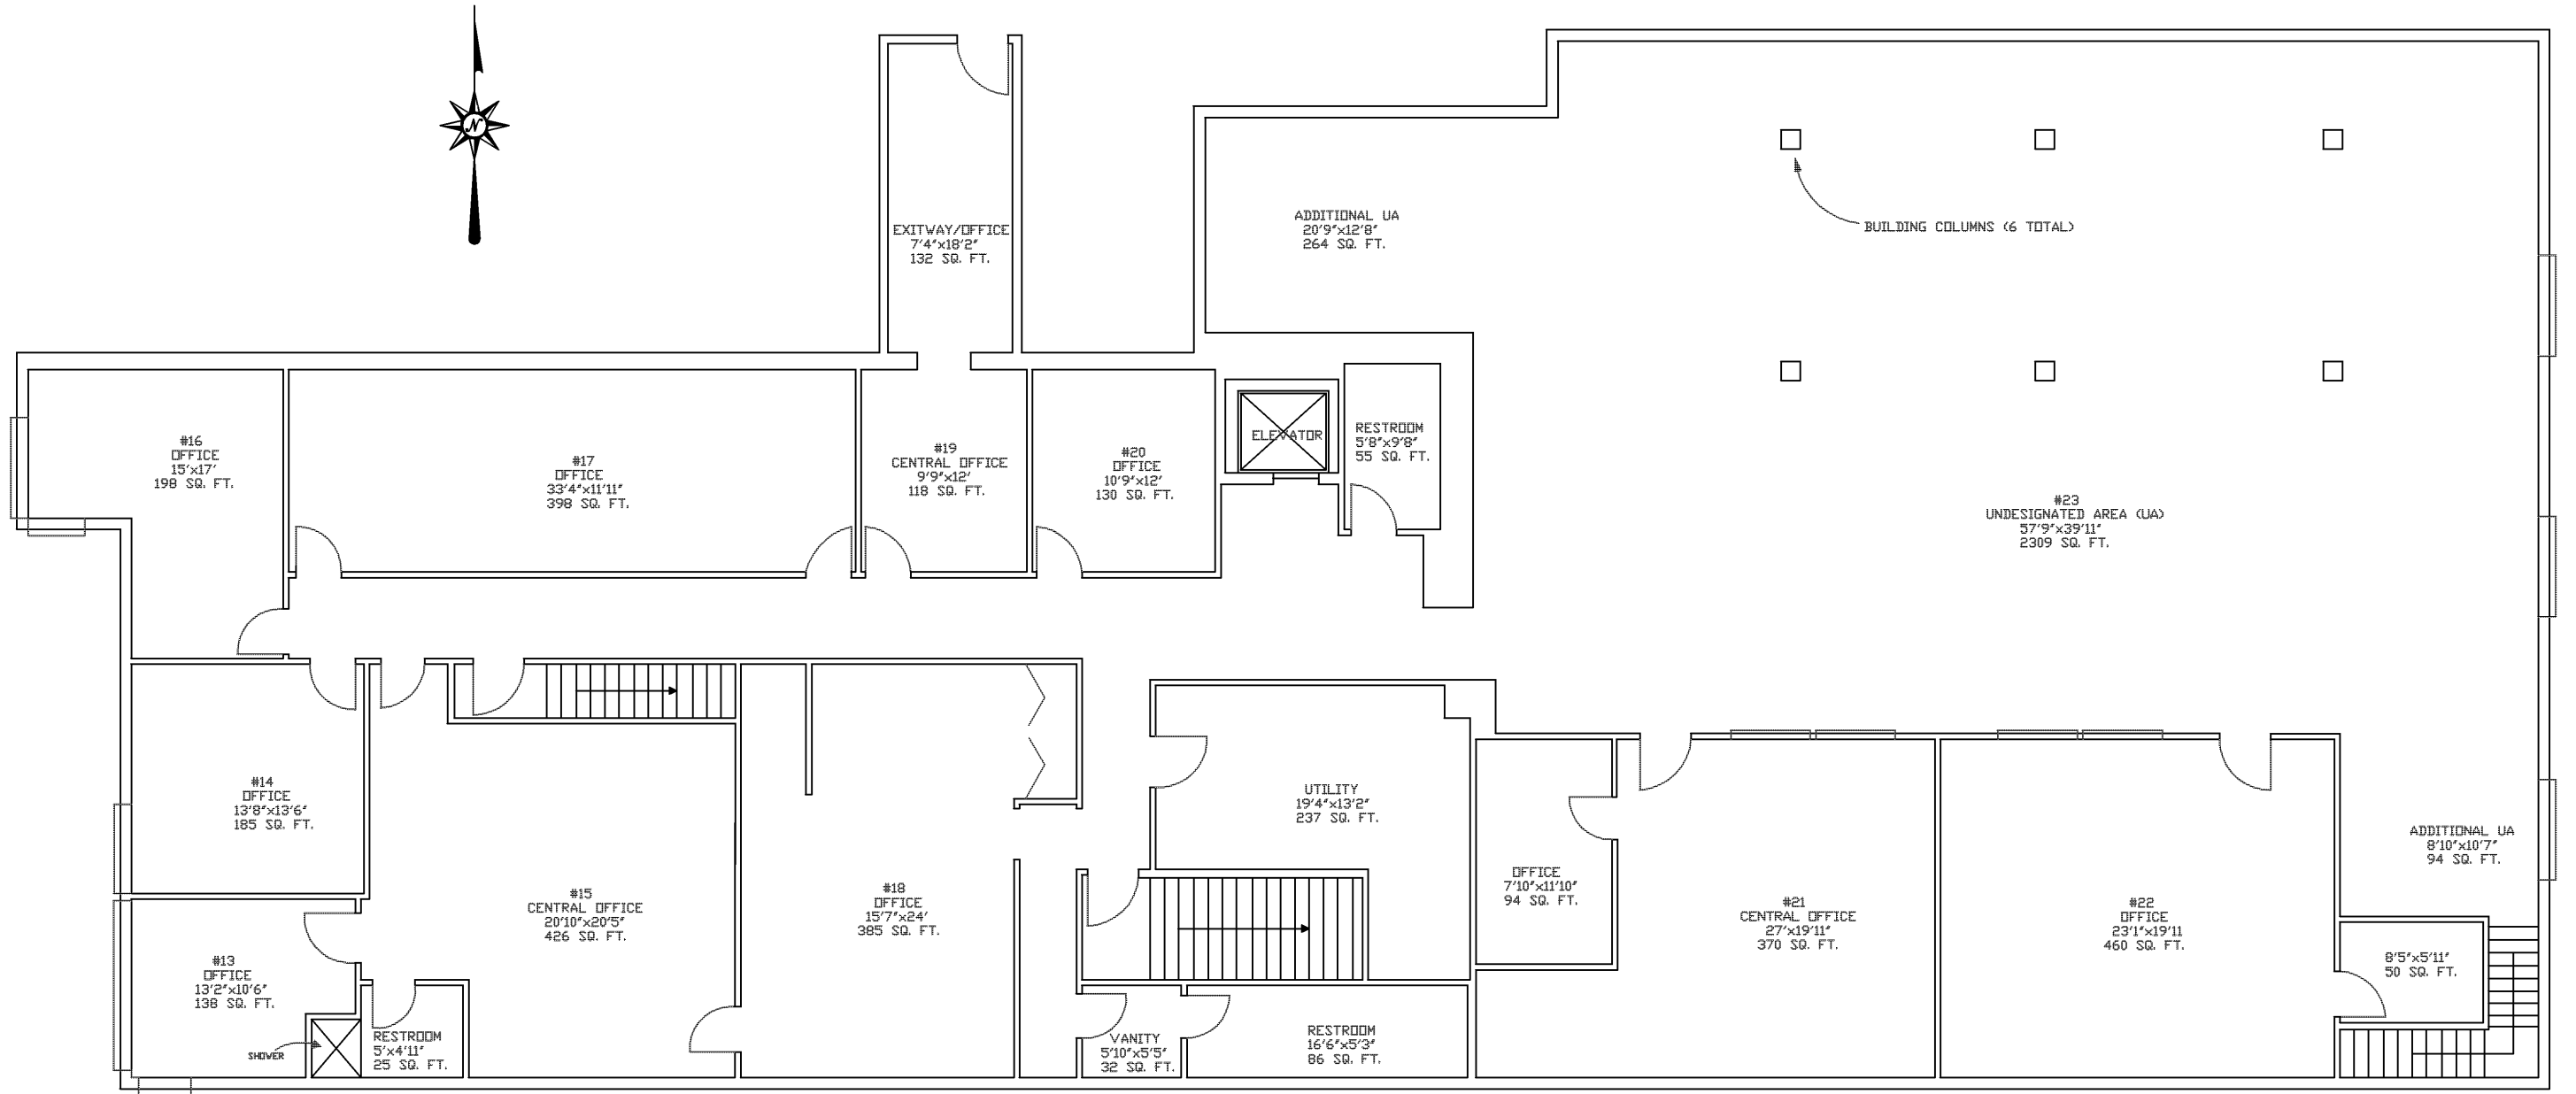 N
EXITWAY/OFFICE
7'4"x18'2"
132 SQ. FT.
ADDITIONAL UA
20'9"x12'8"
264 SQ. FT.
BUILDING COLUMNS (6 TOTAL)
#16
OFFICE
15'x17'
198 SQ. FT.
#17
OFFICE
33'4"x11'11"
398 SQ. FT.
#19
CENTRAL OFFICE
9'9"x12'
118 SQ. FT.
#20
OFFICE
10'9"x12'
130 SQ. FT.
ELEVATOR
RESTROOM
5'8"x9'8"
55 SQ. FT.
#23
UNDESIGNATED AREA (UA)
57'9"x39'11"
2309 SQ. FT.
#14
OFFICE
13'8"x13'6"
185 SQ. FT.
#13
OFFICE
13'2"x10'6"
138 SQ. FT.
SHOWER
RESTROOM
5'x4'11"
25 SQ. FT.
#15
CENTRAL OFFICE
20'10"x20'5"
426 SQ. FT.
#18
OFFICE
15'7"x24'
385 SQ. FT.
UTILITY
19'4"x13'2"
237 SQ. FT.
VANITY
5'10"x5'5"
32 SQ. FT.
RESTROOM
16'6"x5'3"
86 SQ. FT.
OFFICE
7'10"x11'10"
94 SQ. FT.
#21
CENTRAL OFFICE
27'x19'11"
370 SQ. FT.
#22
OFFICE
23'1"x19'11
460 SQ. FT.
ADDITIONAL UA
8'10"x10'7"
94 SQ. FT.
8'5"x5'11"
50 SQ. FT.